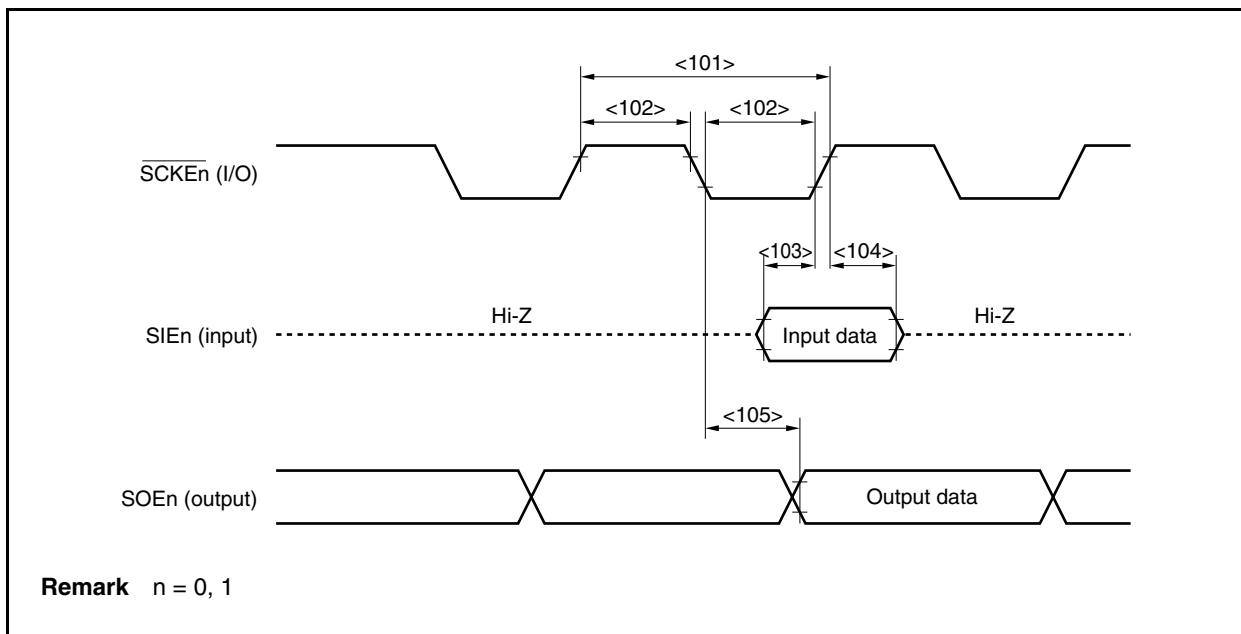 <101>
<102> <102>
SCKEn (I/O)
<103> <104>
Hi-Z Hi-Z
SIEn (input) Input data
<105>
SOEn (output) Output data
Remark n = 0, 1